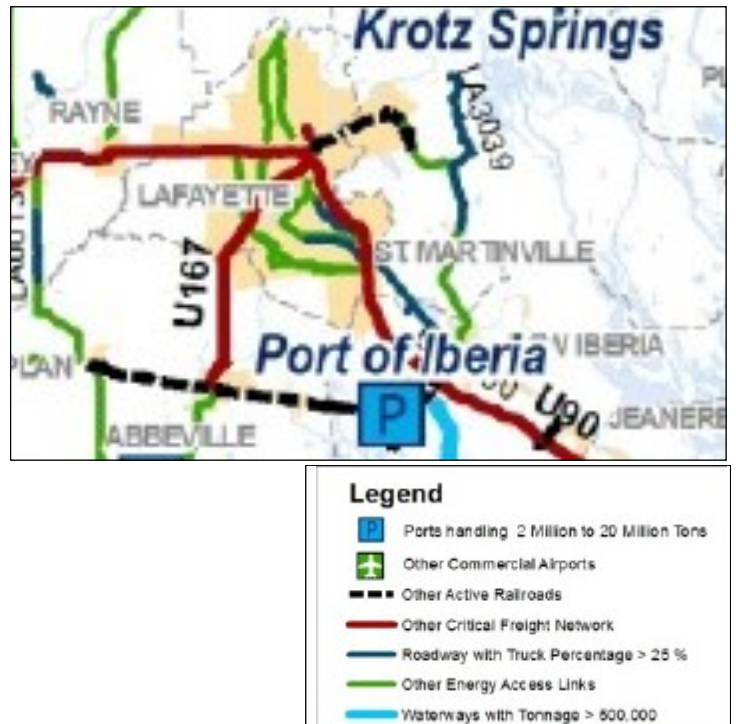 Krotz Springs
RAYNE
LA3039
EY
LAFAYETTE
U167
ST MARTINVILLE
Port of Iberia
V IBERIA
PLAN
P
U90
JEANERE
ABBEVILLE
Legend
P Ports handling 2 Million to 20 Million Tons
Other Commercial Airports
Other Active Railroads
Other Critical Freight Network
Roadway with Truck Percentage > 25 %
Other Energy Access Links
Waterways with Tonnage > 500,000